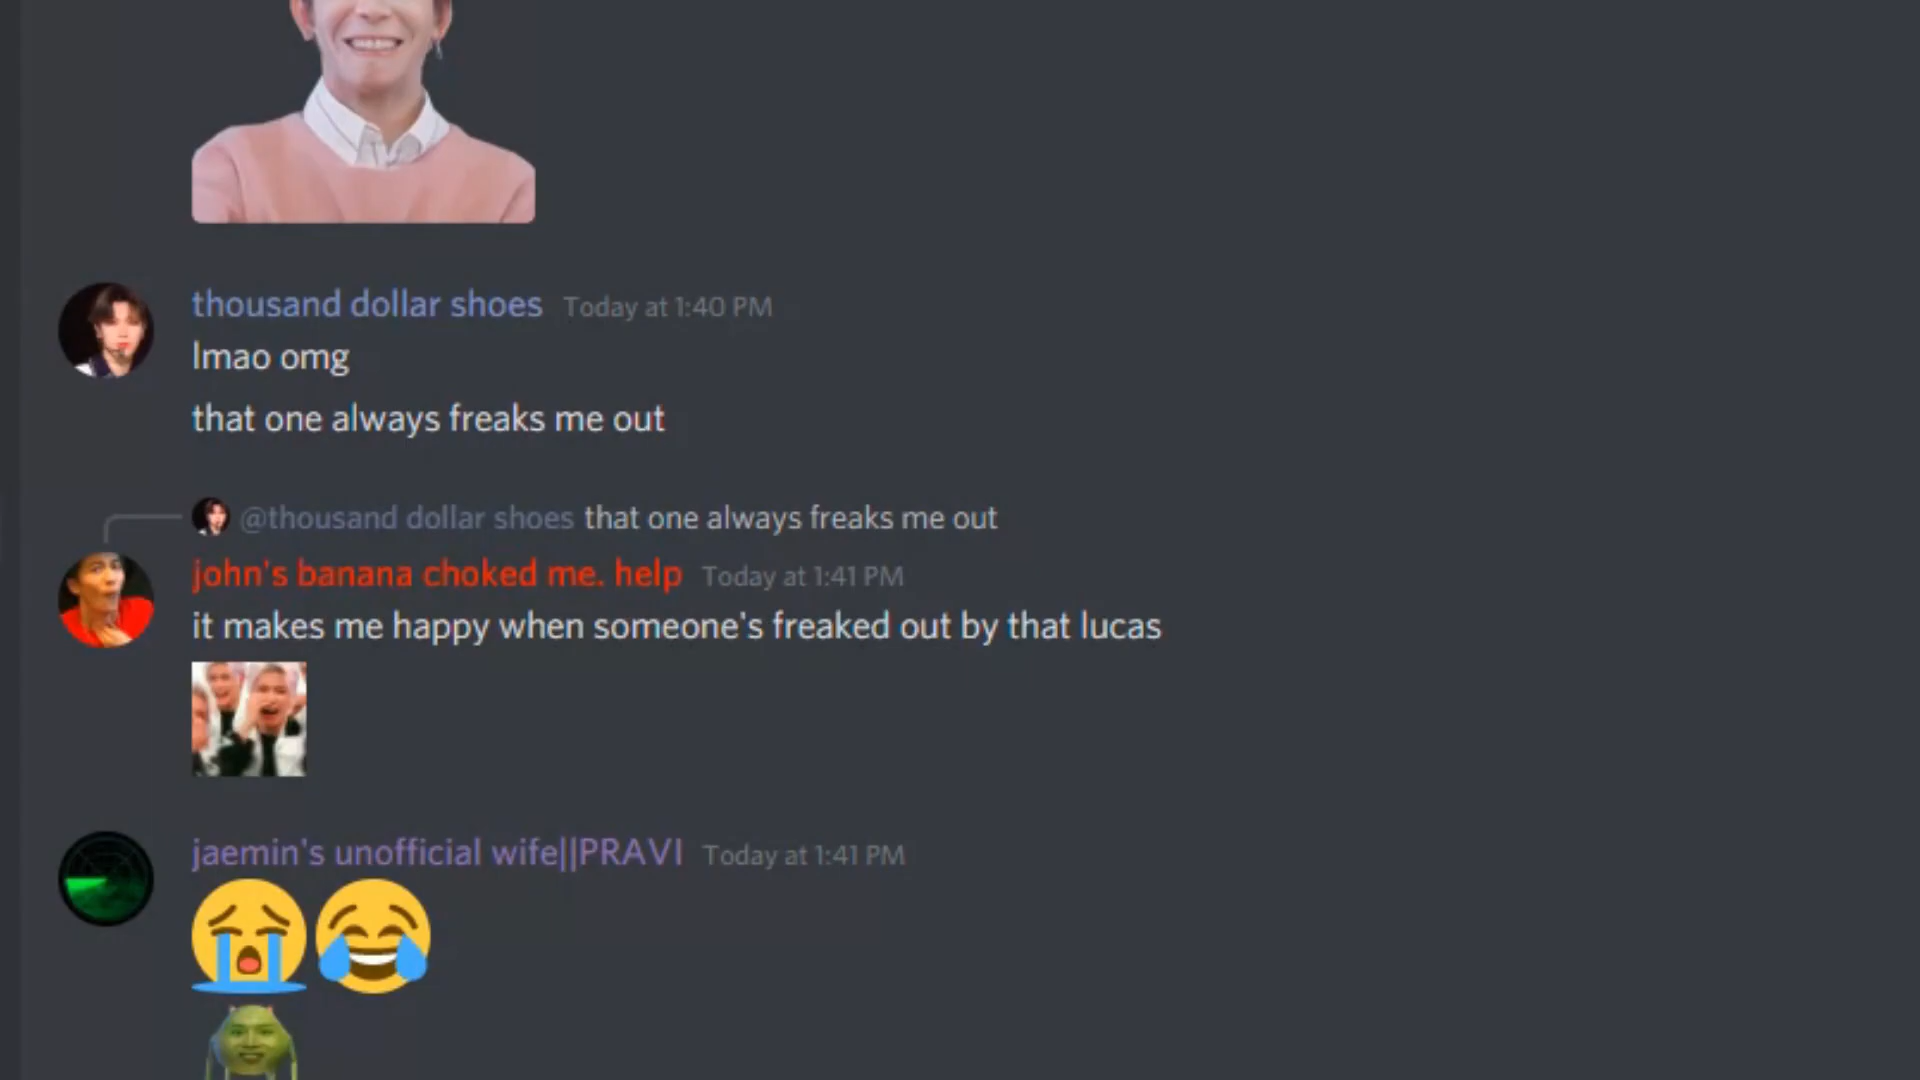 thousand dollar shoes Today at 1:40 PM
lmao omg
that one always freaks me out
@thousand dollar shoes that one always freaks me out
john's banana choked me. help Today at 1:41 PM
it makes me happy when someone's freaked out by that lucas
jaemin's unofficial wife||PRAVI Today at 1:41 PM